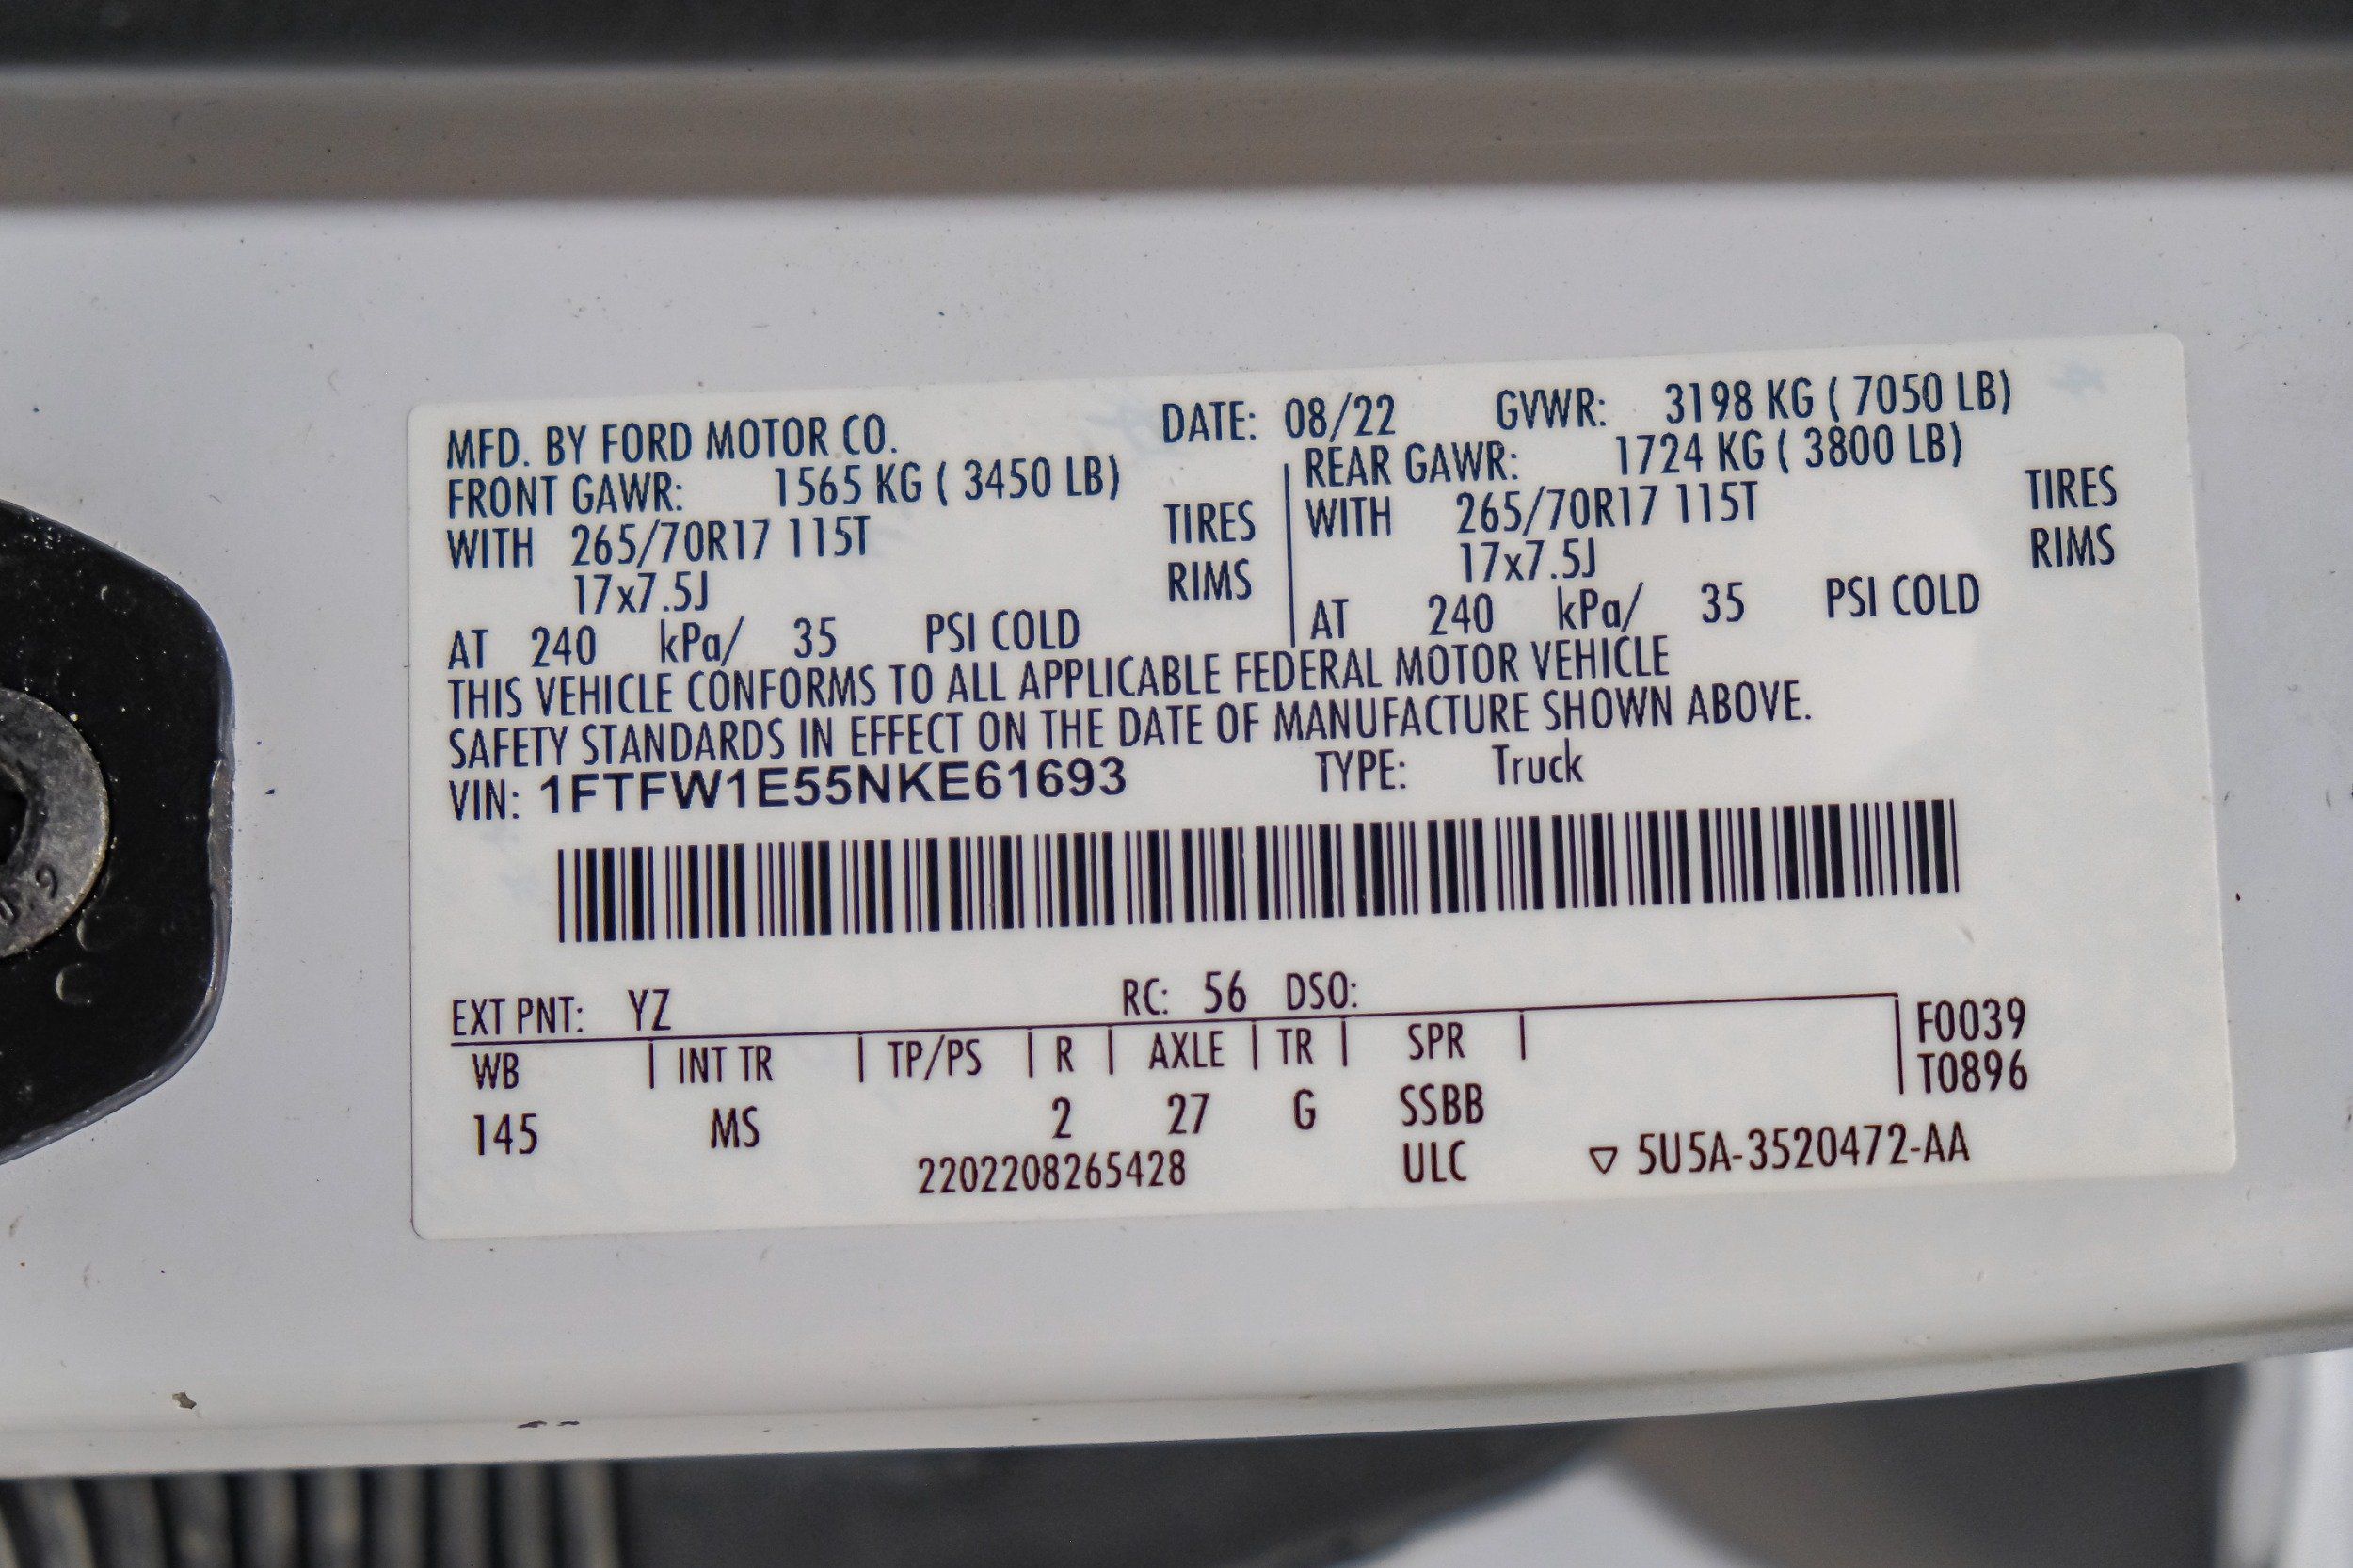 MFD. BY FORD MOTOR CO. DATE: 08/22 GVWR: 3198 KG ( 7050 LB)
FRONT GAWR: 1565 KG ( 3450 LB) REAR GAWR: 1724 KG ( 3800 LB)
WITH 265/70R17 115T TIRES WITH 265/70R17 115T TIRES
17x7.5J RIMS 17x7.5J RIMS
AT 240 kPa/ 35 PSI COLD AT 240 kPa/ 35 PSI COLD
THIS VEHICLE CONFORMS TO ALL APPLICABLE FEDERAL MOTOR VEHICLE
SAFETY STANDARDS IN EFFECT ON THE DATE OF MANUFACTURE SHOWN ABOVE.
VIN: 1FTFW1E55NKE61693 TYPE: Truck
EXT PNT: YZ RC: 56 DSO:
WB | INT TR | TP/PS | R | AXLE | TR | SPR | F0039
T0896
145 MS 2 27 G SSBB
2202208265428 ULC ▽ 5U5A-3520472-AA